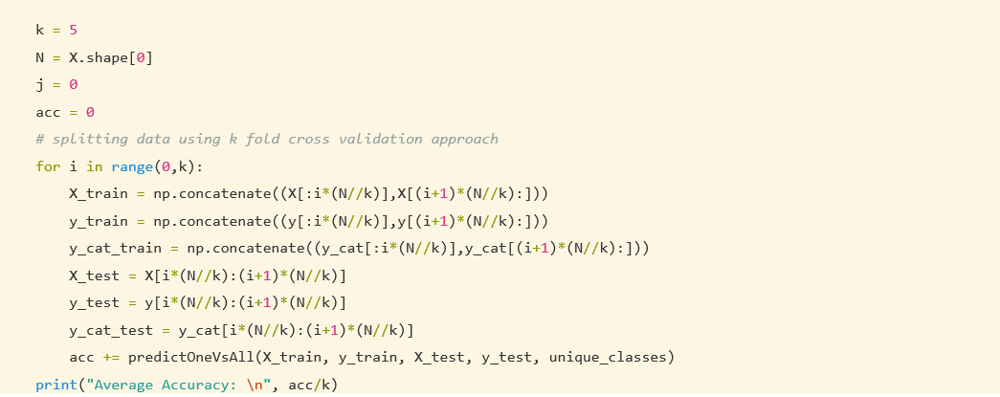 k = 5
N = X.shape[0]
j = 0
acc = 0
# splitting data using k fold cross validation approach
for i in range(0,k):
    X_train = np.concatenate((X[:i*(N//k)],X[(i+1)*(N//k):]))
    y_train = np.concatenate((y[:i*(N//k)],y[(i+1)*(N//k):]))
    y_cat_train = np.concatenate((y_cat[:i*(N//k)],y_cat[(i+1)*(N//k):]))
    X_test = X[i*(N//k):(i+1)*(N//k)]
    y_test = y[i*(N//k):(i+1)*(N//k)]
    y_cat_test = y_cat[i*(N//k):(i+1)*(N//k)]
    acc += predictOneVsAll(X_train, y_train, X_test, y_test, unique_classes)
print("Average Accuracy: \n", acc/k)